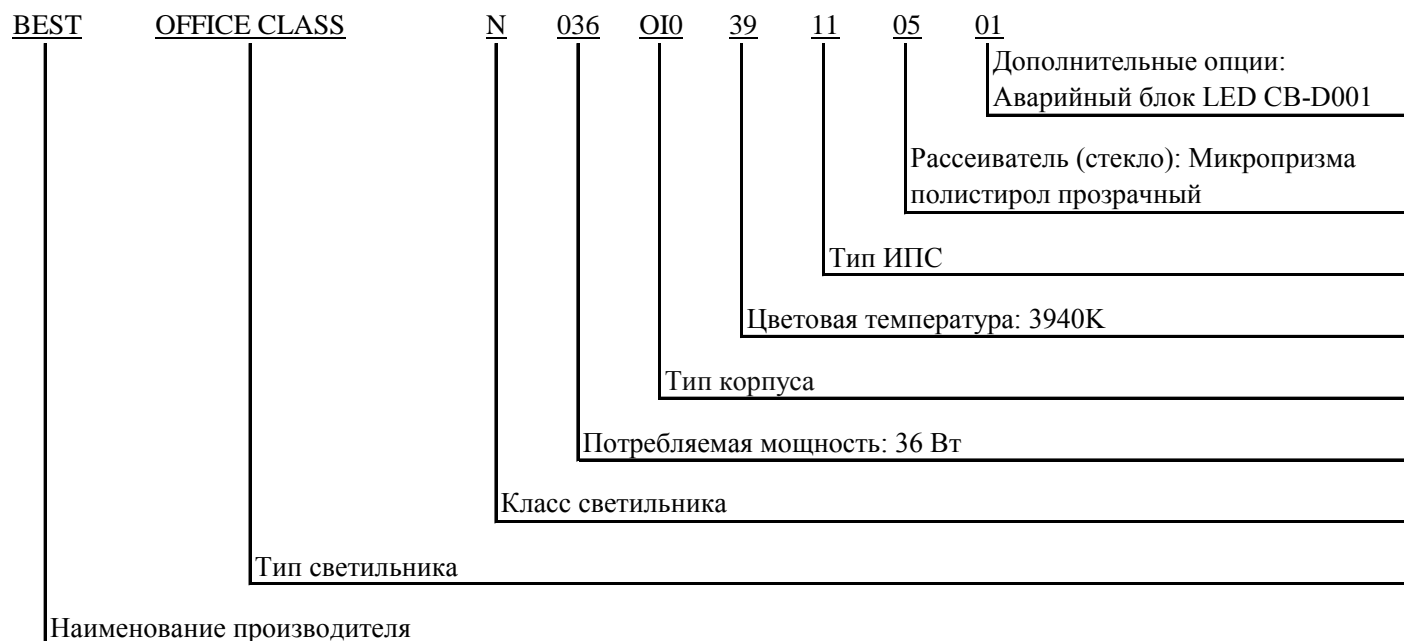 BEST OFFICE CLASS N 036 OI0 39 11 05 01
Дополнительные опции:
Аварийный блок LED CB-D001
Рассеиватель (стекло): Микропризма
полистирол прозрачный
Тип ИПС
Цветовая температура: 3940К
Тип корпуса
Потребляемая мощность: 36 Вт
Класс светильника
Тип светильника
Наименование производителя